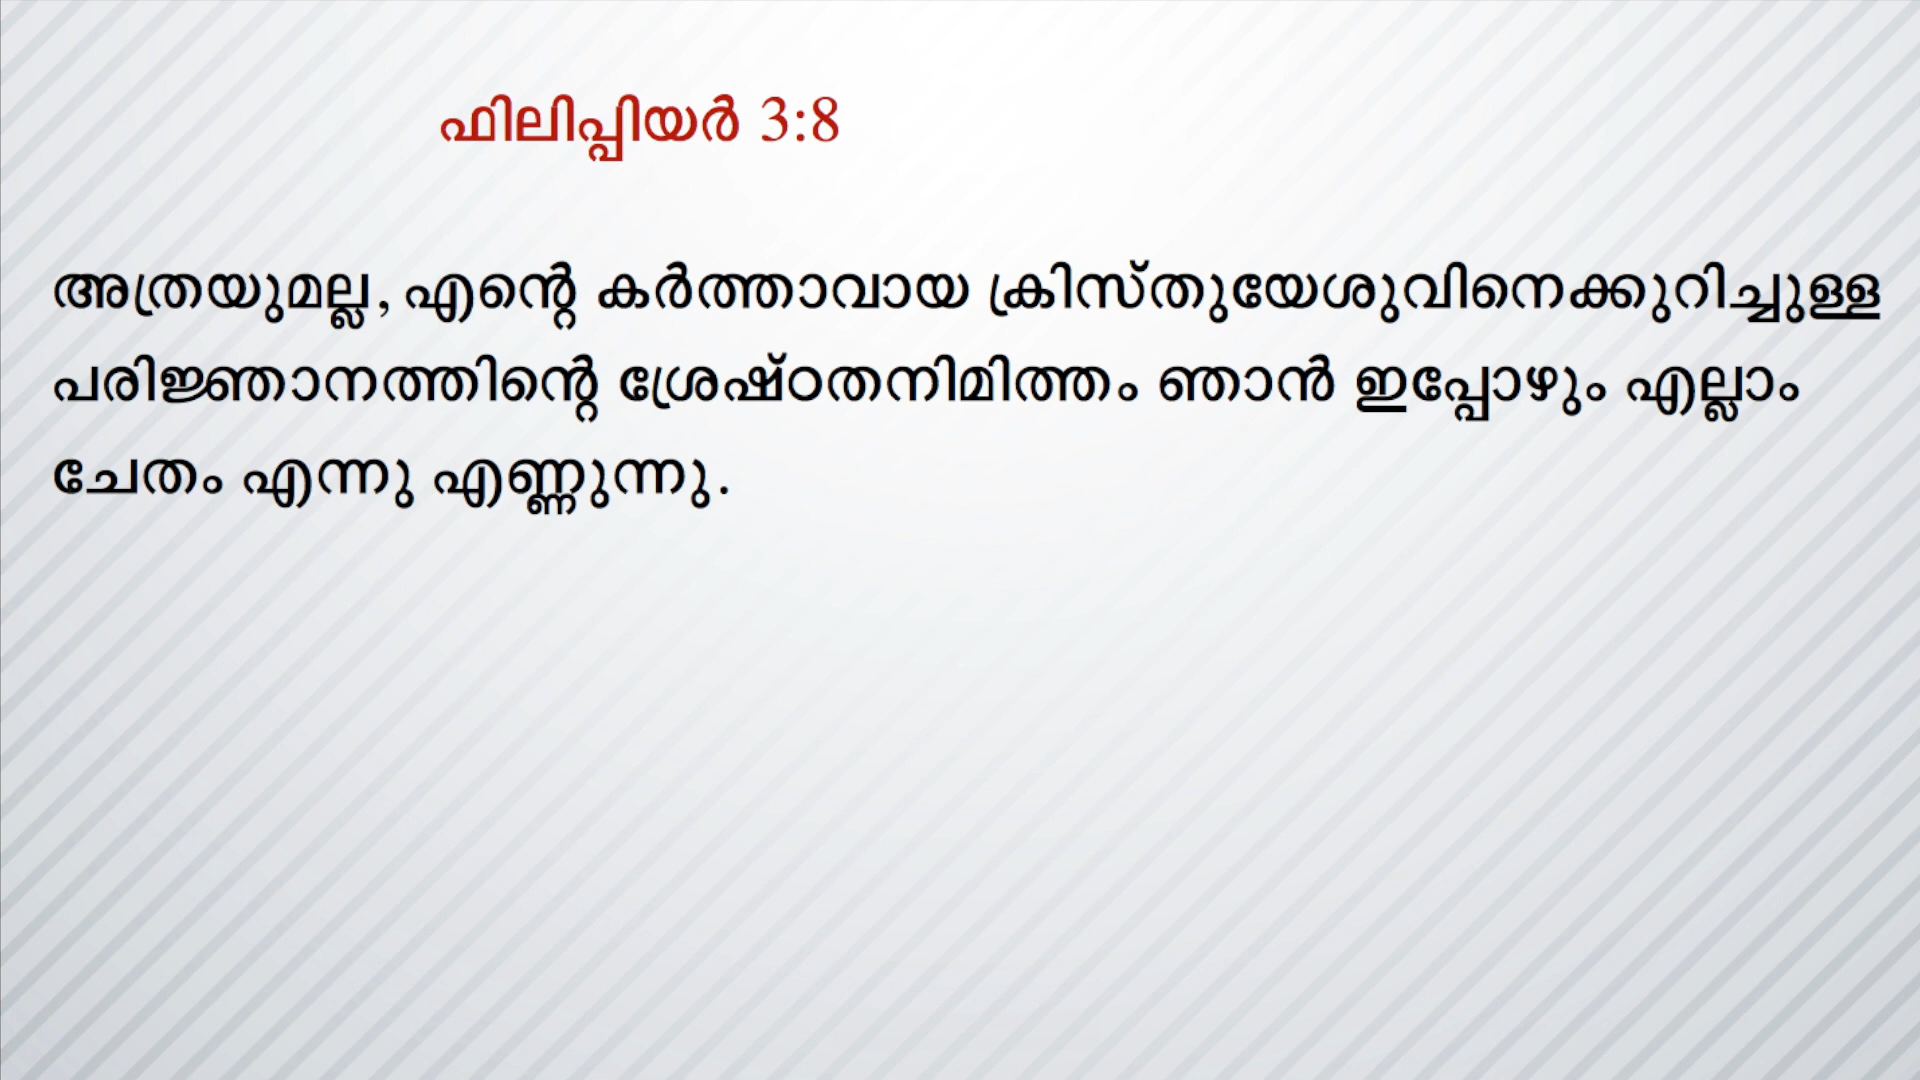 ഫിലിപ്പിയർ 3:8
അത്രയുമല്ല, എന്റെ കർത്താവായ ക്രിസ്തുയേശുവിനെക്കുറിച്ചുള്ള
പരിജ്ഞാനത്തിന്റെ ശ്രേഷ്ഠതനിമിത്തം ഞാൻ ഇപ്പോഴും എല്ലാം
ചേതം എന്നു എണ്ണുന്നു.